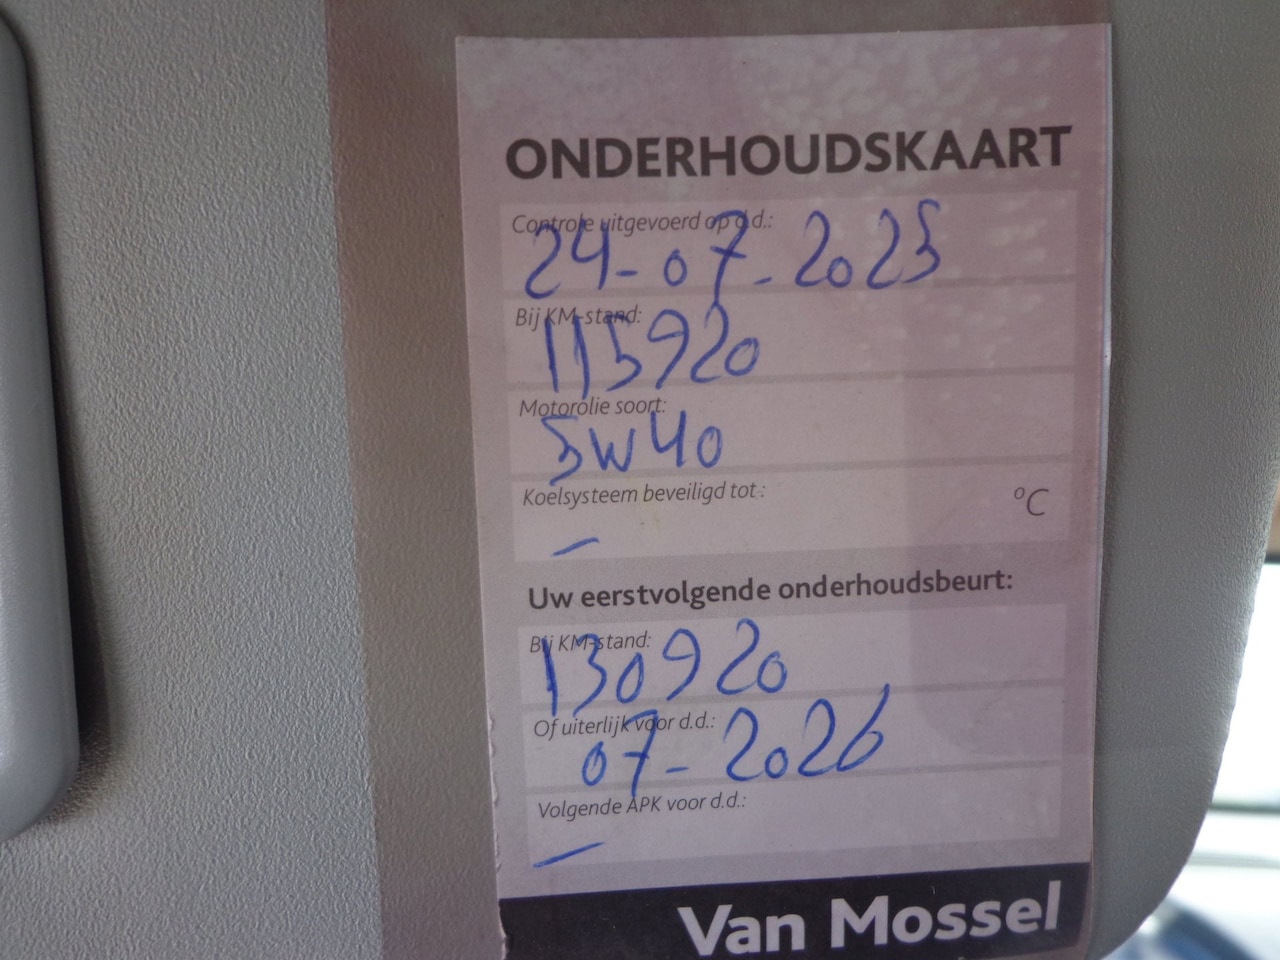 ONDERHOUDSKAART
Controle uitgevoerd op d.d.:
24-07-2025
Bij KM-stand:
115920
Motorolie soort:
5W40
Koelsysteem beveiligd tot:
°C
—
Uw eerstvolgende onderhoudsbeurt:
Bij KM-stand:
130920
Of uiterlijk voor d.d.:
07-2026
Volgende APK voor d.d.:
—
Van Mossel